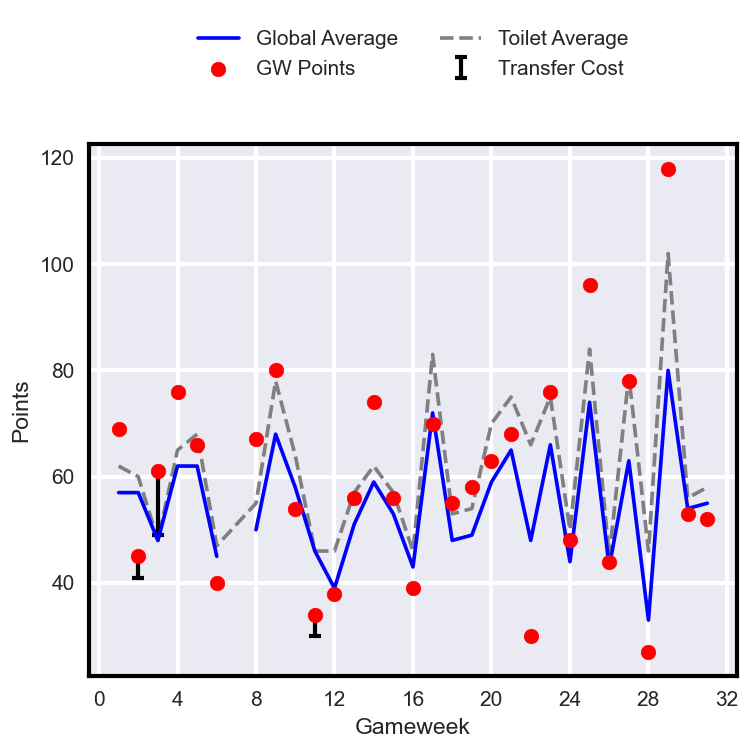 Global Average
Toilet Average
GW Points
Transfer Cost
120
100
80
60
40
Points
0
4
8
12
16
20
24
28
32
Gameweek